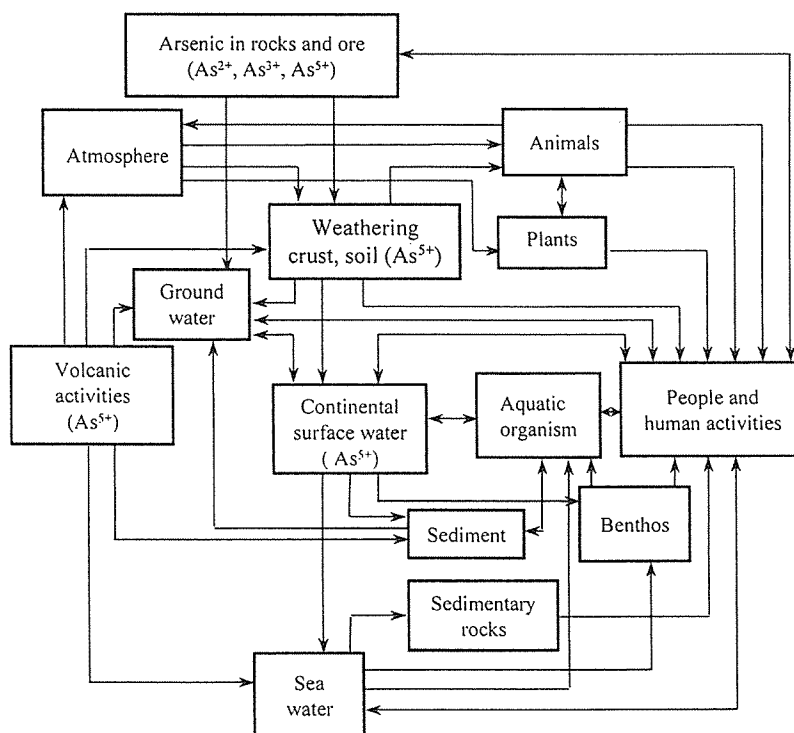 Arsenic in rocks and ore
(As²⁺, As³⁺, As⁵⁺)
Atmosphere
Animals
Weathering
crust, soil (As⁵⁺)
Plants
Ground
water
Volcanic
activities
(As⁵⁺)
Continental
surface water
( As⁵⁺)
Aquatic
organism
People and
human activities
Sediment
Benthos
Sedimentary
rocks
Sea
water